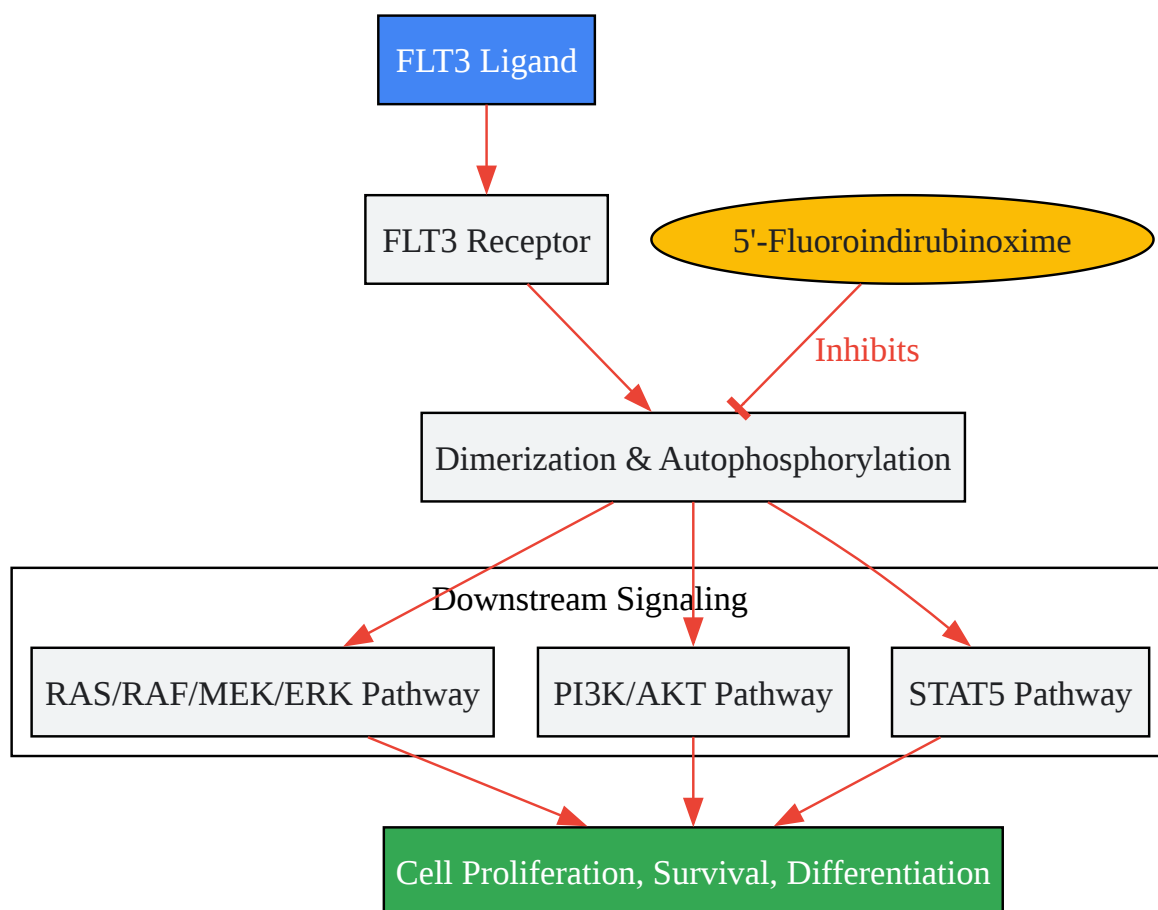 FLT3 Ligand
FLT3 Receptor
5'-Fluoroindirubinoxime
Inhibits
Dimerization & Autophosphorylation
Downstream Signaling
RAS/RAF/MEK/ERK Pathway
PI3K/AKT Pathway
STAT5 Pathway
Cell Proliferation, Survival, Differentiation